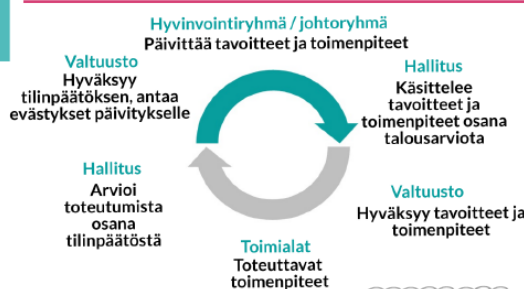 Hyvinvointiryhmä / johtoryhmä
Päivittää tavoitteet ja toimenpiteet
Hallitus
Käsittelee
tavoitteet ja
toimenpiteet osana
talousarviota
Valtuusto
Hyväksyy tavoitteet ja
toimenpiteet
Toimialat
Toteuttavat
toimenpiteet
Hallitus
Arvioi
toteutumista
osana
tilinpäätöstä
Valtuusto
Hyväksyy
tilinpäätöksen, antaa
evästykset päivitykselle